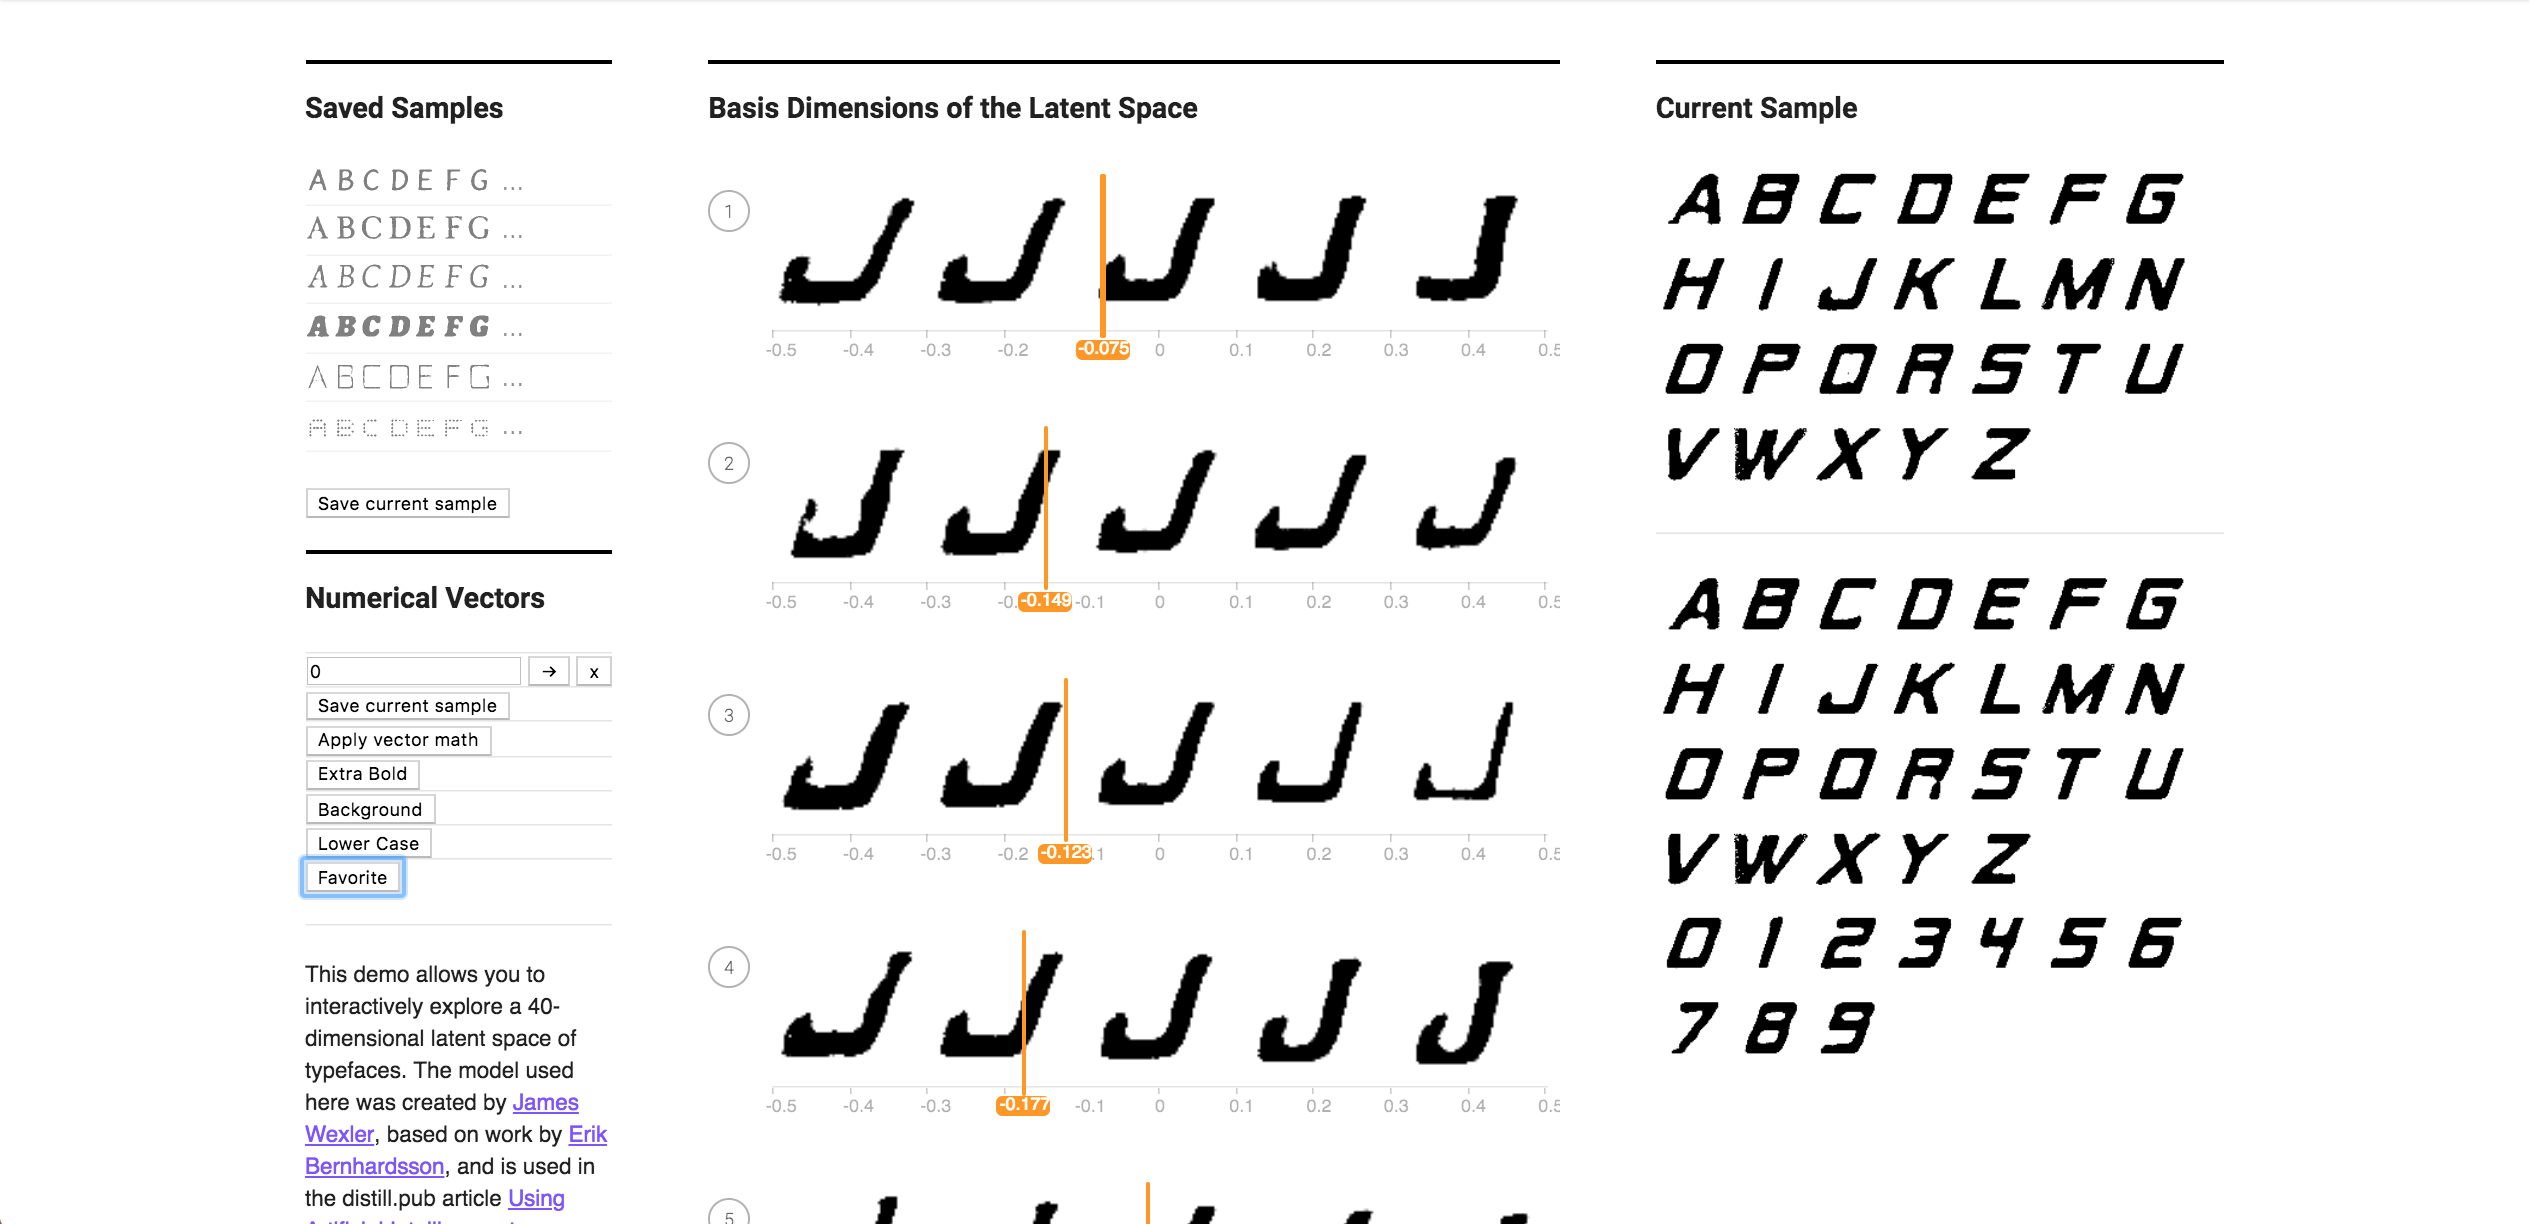 Saved Samples
A B C D E F G ...
A B C D E F G ...
A B C D E F G ...
A B C D E F G ...
A B C D E F G ...
A B C D E F G ...
Save current sample
Numerical Vectors
0 → x
Save current sample
Apply vector math
Extra Bold
Background
Lower Case
Favorite
This demo allows you to
interactively explore a 40-
dimensional latent space of
typefaces. The model used
here was created by James
Wexler, based on work by Erik
Bernhardsson, and is used in
the distill.pub article Using
Basis Dimensions of the Latent Space
1
J J J J J
-0.5 -0.4 -0.3 -0.2 -0.075 0 0.1 0.2 0.3 0.4 0.5
2
J J J J J
-0.5 -0.4 -0.3 -0. -0.149 -0.1 0 0.1 0.2 0.3 0.4 0.5
3
J J J J J
-0.5 -0.4 -0.3 -0.2 -0.123 1 0 0.1 0.2 0.3 0.4 0.5
4
J J J J J
-0.5 -0.4 -0.3 -0.177 -0.1 0 0.1 0.2 0.3 0.4 0.5
5
Current Sample
A B C D E F G
H I J K L M N
O P Q R S T U
V W X Y Z
A B C D E F G
H I J K L M N
O P Q R S T U
V W X Y Z
0 1 2 3 4 5 6
7 8 9